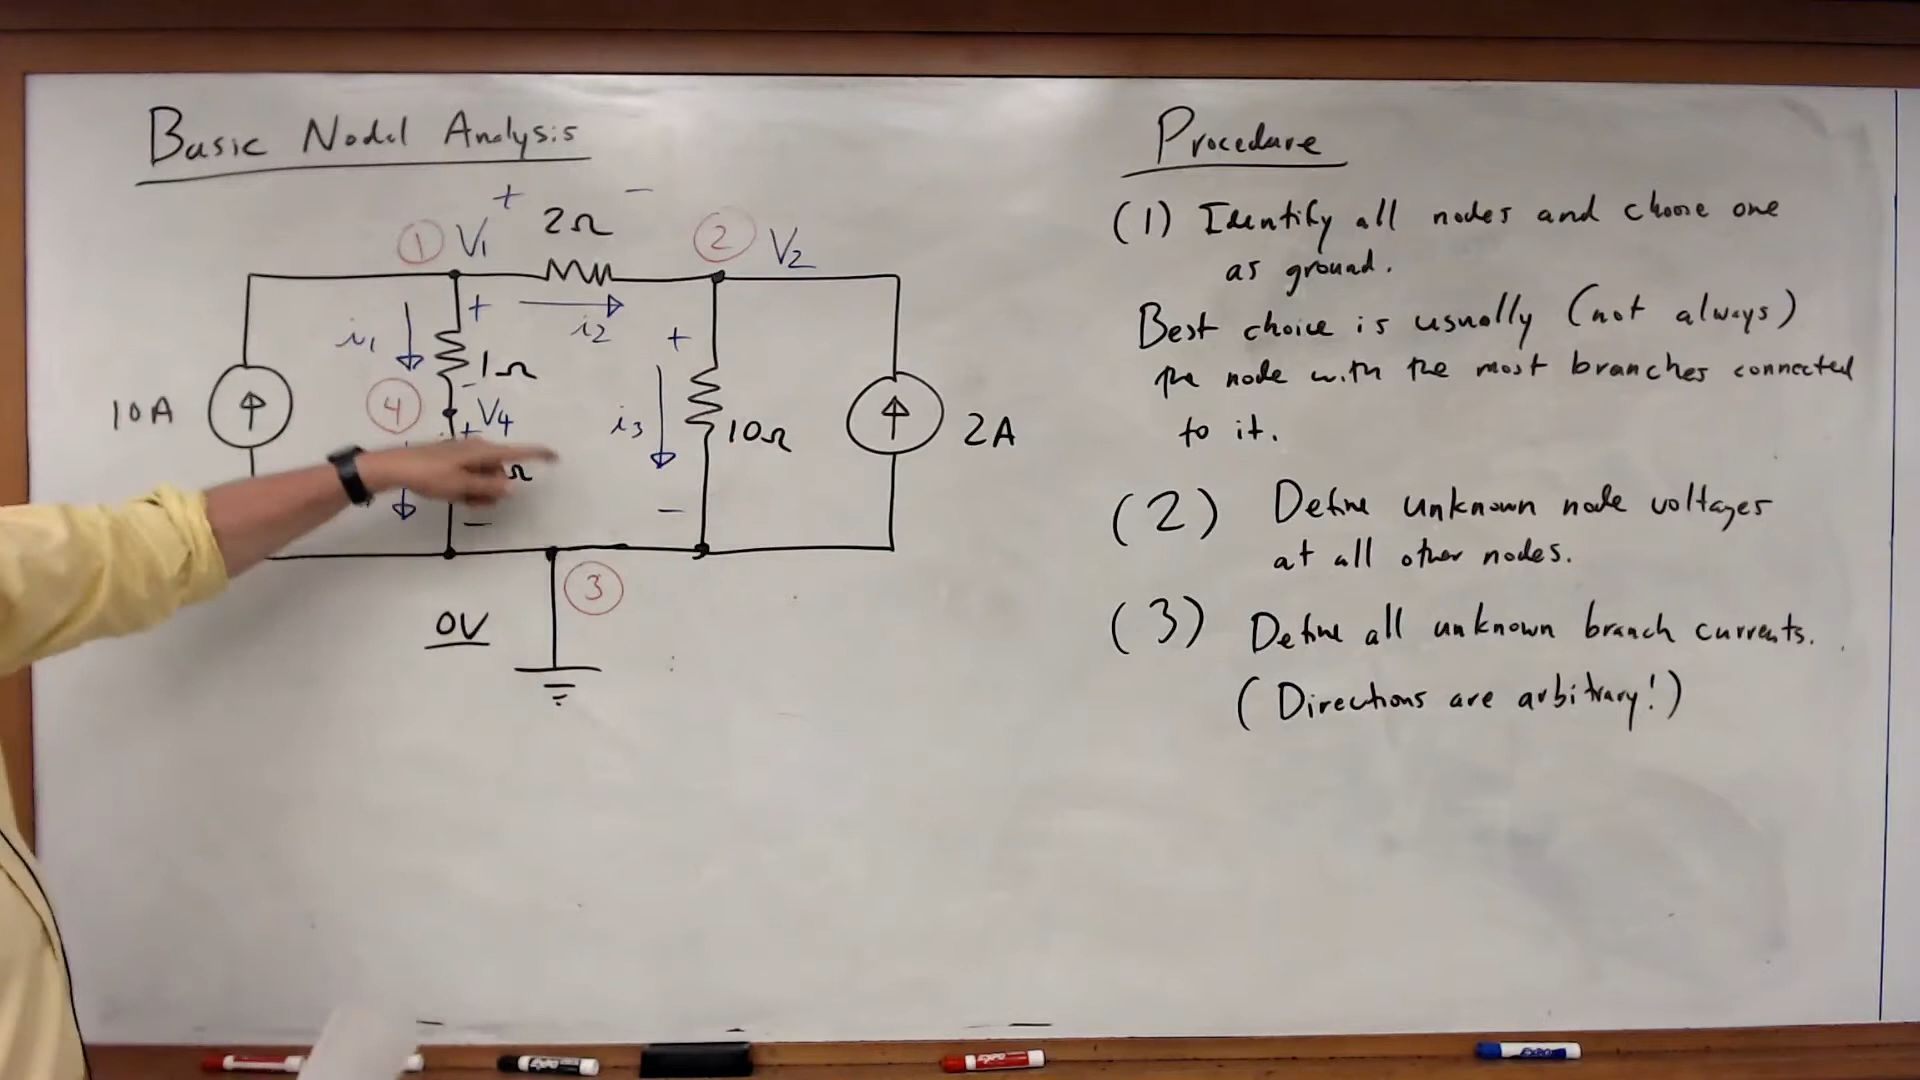 Basic Nodal Analysis
+ −
2Ω
① V1
② V2
+
i1
i2
+
1Ω
−
10A
④
V4
+
i3
10Ω
2A
Ω
−
−
③
0V
Procedure
(1) Identify all nodes and choose one
as ground.
Best choice is usually (not always)
the node with the most branches connected
to it.
(2) Define unknown node voltages
at all other nodes.
(3) Define all unknown branch currents.
(Directions are arbitrary!)
EXPO
EXPO
EXPO